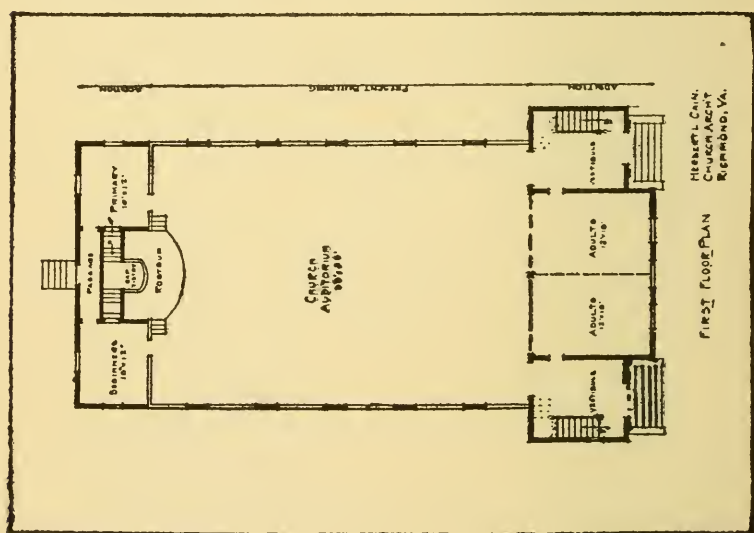 ADDITION
PRESENT BUILDING
ADDITION
PASSAGE
PRIMARY
BEGINNERS
ROSTRUM
CHURCH
AUDITORIUM
VESTIBULE
ADULTS
ADULTS
VESTIBULE
FIRST FLOOR PLAN
HERBERT L. CAIN.
CHURCH ARCH'T
RICHMOND, VA.